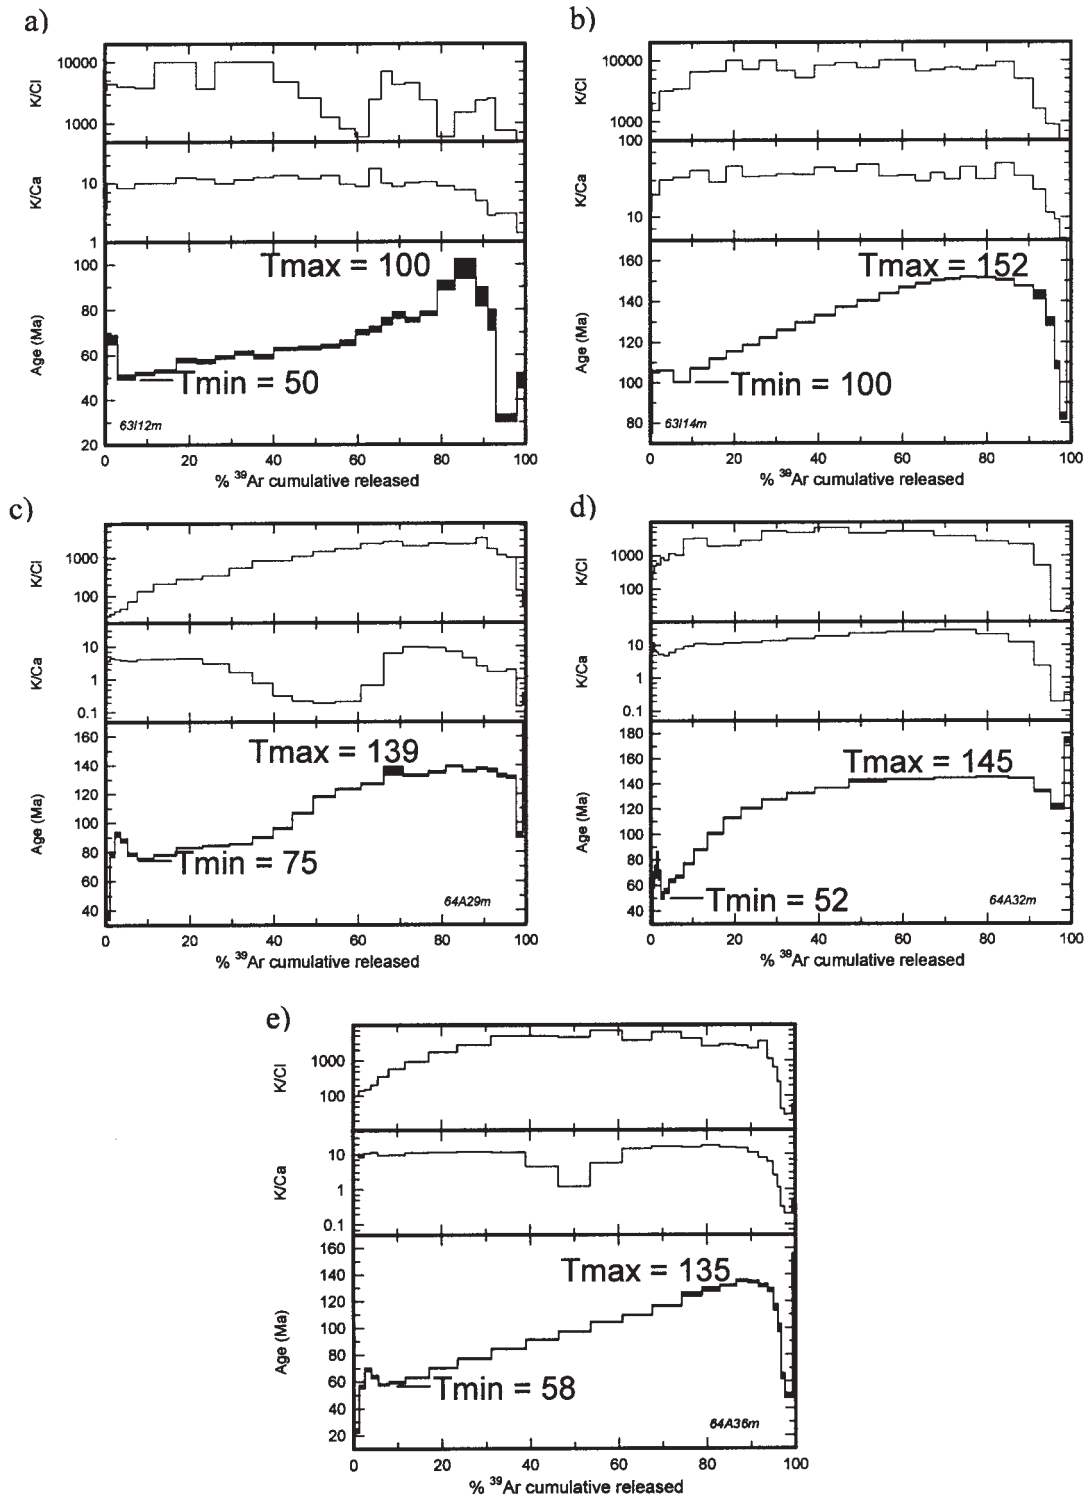 a)
10000
1000
K/Cl
10
1
K/Ca
100
80
60
40
20
Age (Ma)
Tmax = 100
Tmin = 50
63I12m
0 20 40 60 80 100
% ³⁹Ar cumulative released
b)
10000
1000
100
K/Cl
10
K/Ca
160
140
120
100
80
Age (Ma)
Tmax = 152
Tmin = 100
63I14m
0 20 40 60 80 100
% ³⁹Ar cumulative released
c)
1000
100
K/Cl
10
1
0.1
K/Ca
160
140
120
100
80
60
40
Age (Ma)
Tmax = 139
Tmin = 75
64A29m
0 20 40 60 80 100
% ³⁹Ar cumulative released
d)
1000
100
K/Cl
10
1
0.1
K/Ca
180
160
140
120
100
80
60
40
Age (Ma)
Tmax = 145
Tmin = 52
64A32m
0 20 40 60 80 100
% ³⁹Ar cumulative released
e)
1000
100
K/Cl
10
1
0.1
K/Ca
160
140
120
100
80
60
40
20
Age (Ma)
Tmax = 135
Tmin = 58
64A36m
0 20 40 60 80 100
% ³⁹Ar cumulative released